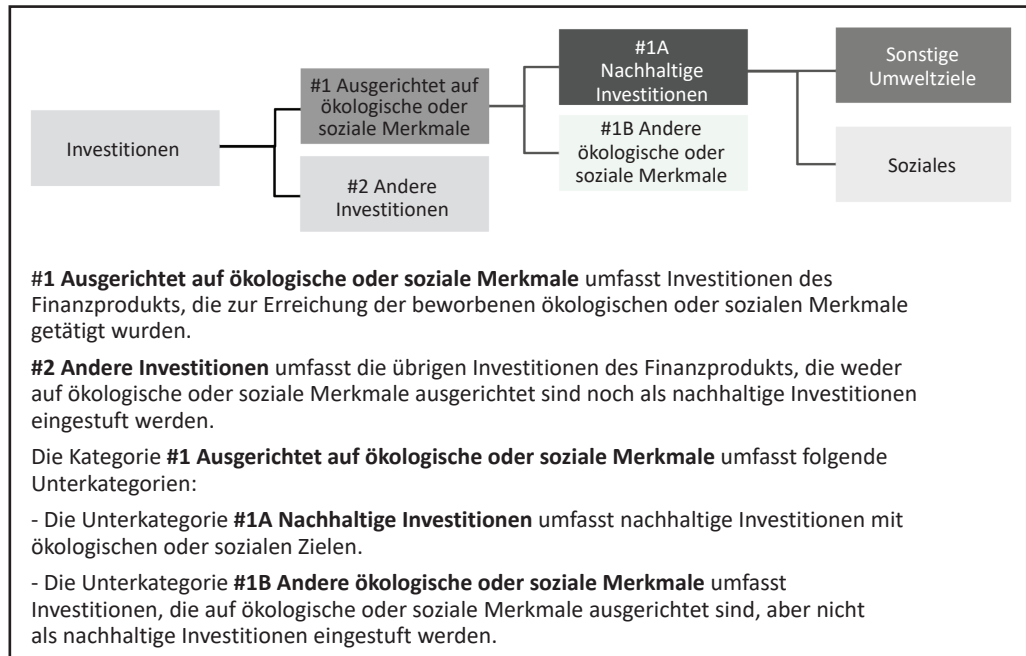 Investitionen
#1 Ausgerichtet auf
ökologische oder
soziale Merkmale
#2 Andere
Investitionen
#1A
Nachhaltige
Investitionen
#1B Andere
ökologische oder
soziale Merkmale
Sonstige
Umweltziele
Soziales
#1 Ausgerichtet auf ökologische oder soziale Merkmale umfasst Investitionen des
Finanzprodukts, die zur Erreichung der beworbenen ökologischen oder sozialen Merkmale
getätigt wurden.
#2 Andere Investitionen umfasst die übrigen Investitionen des Finanzprodukts, die weder
auf ökologische oder soziale Merkmale ausgerichtet sind noch als nachhaltige Investitionen
eingestuft werden.
Die Kategorie #1 Ausgerichtet auf ökologische oder soziale Merkmale umfasst folgende
Unterkategorien:
- Die Unterkategorie #1A Nachhaltige Investitionen umfasst nachhaltige Investitionen mit
ökologischen oder sozialen Zielen.
- Die Unterkategorie #1B Andere ökologische oder soziale Merkmale umfasst
Investitionen, die auf ökologische oder soziale Merkmale ausgerichtet sind, aber nicht
als nachhaltige Investitionen eingestuft werden.